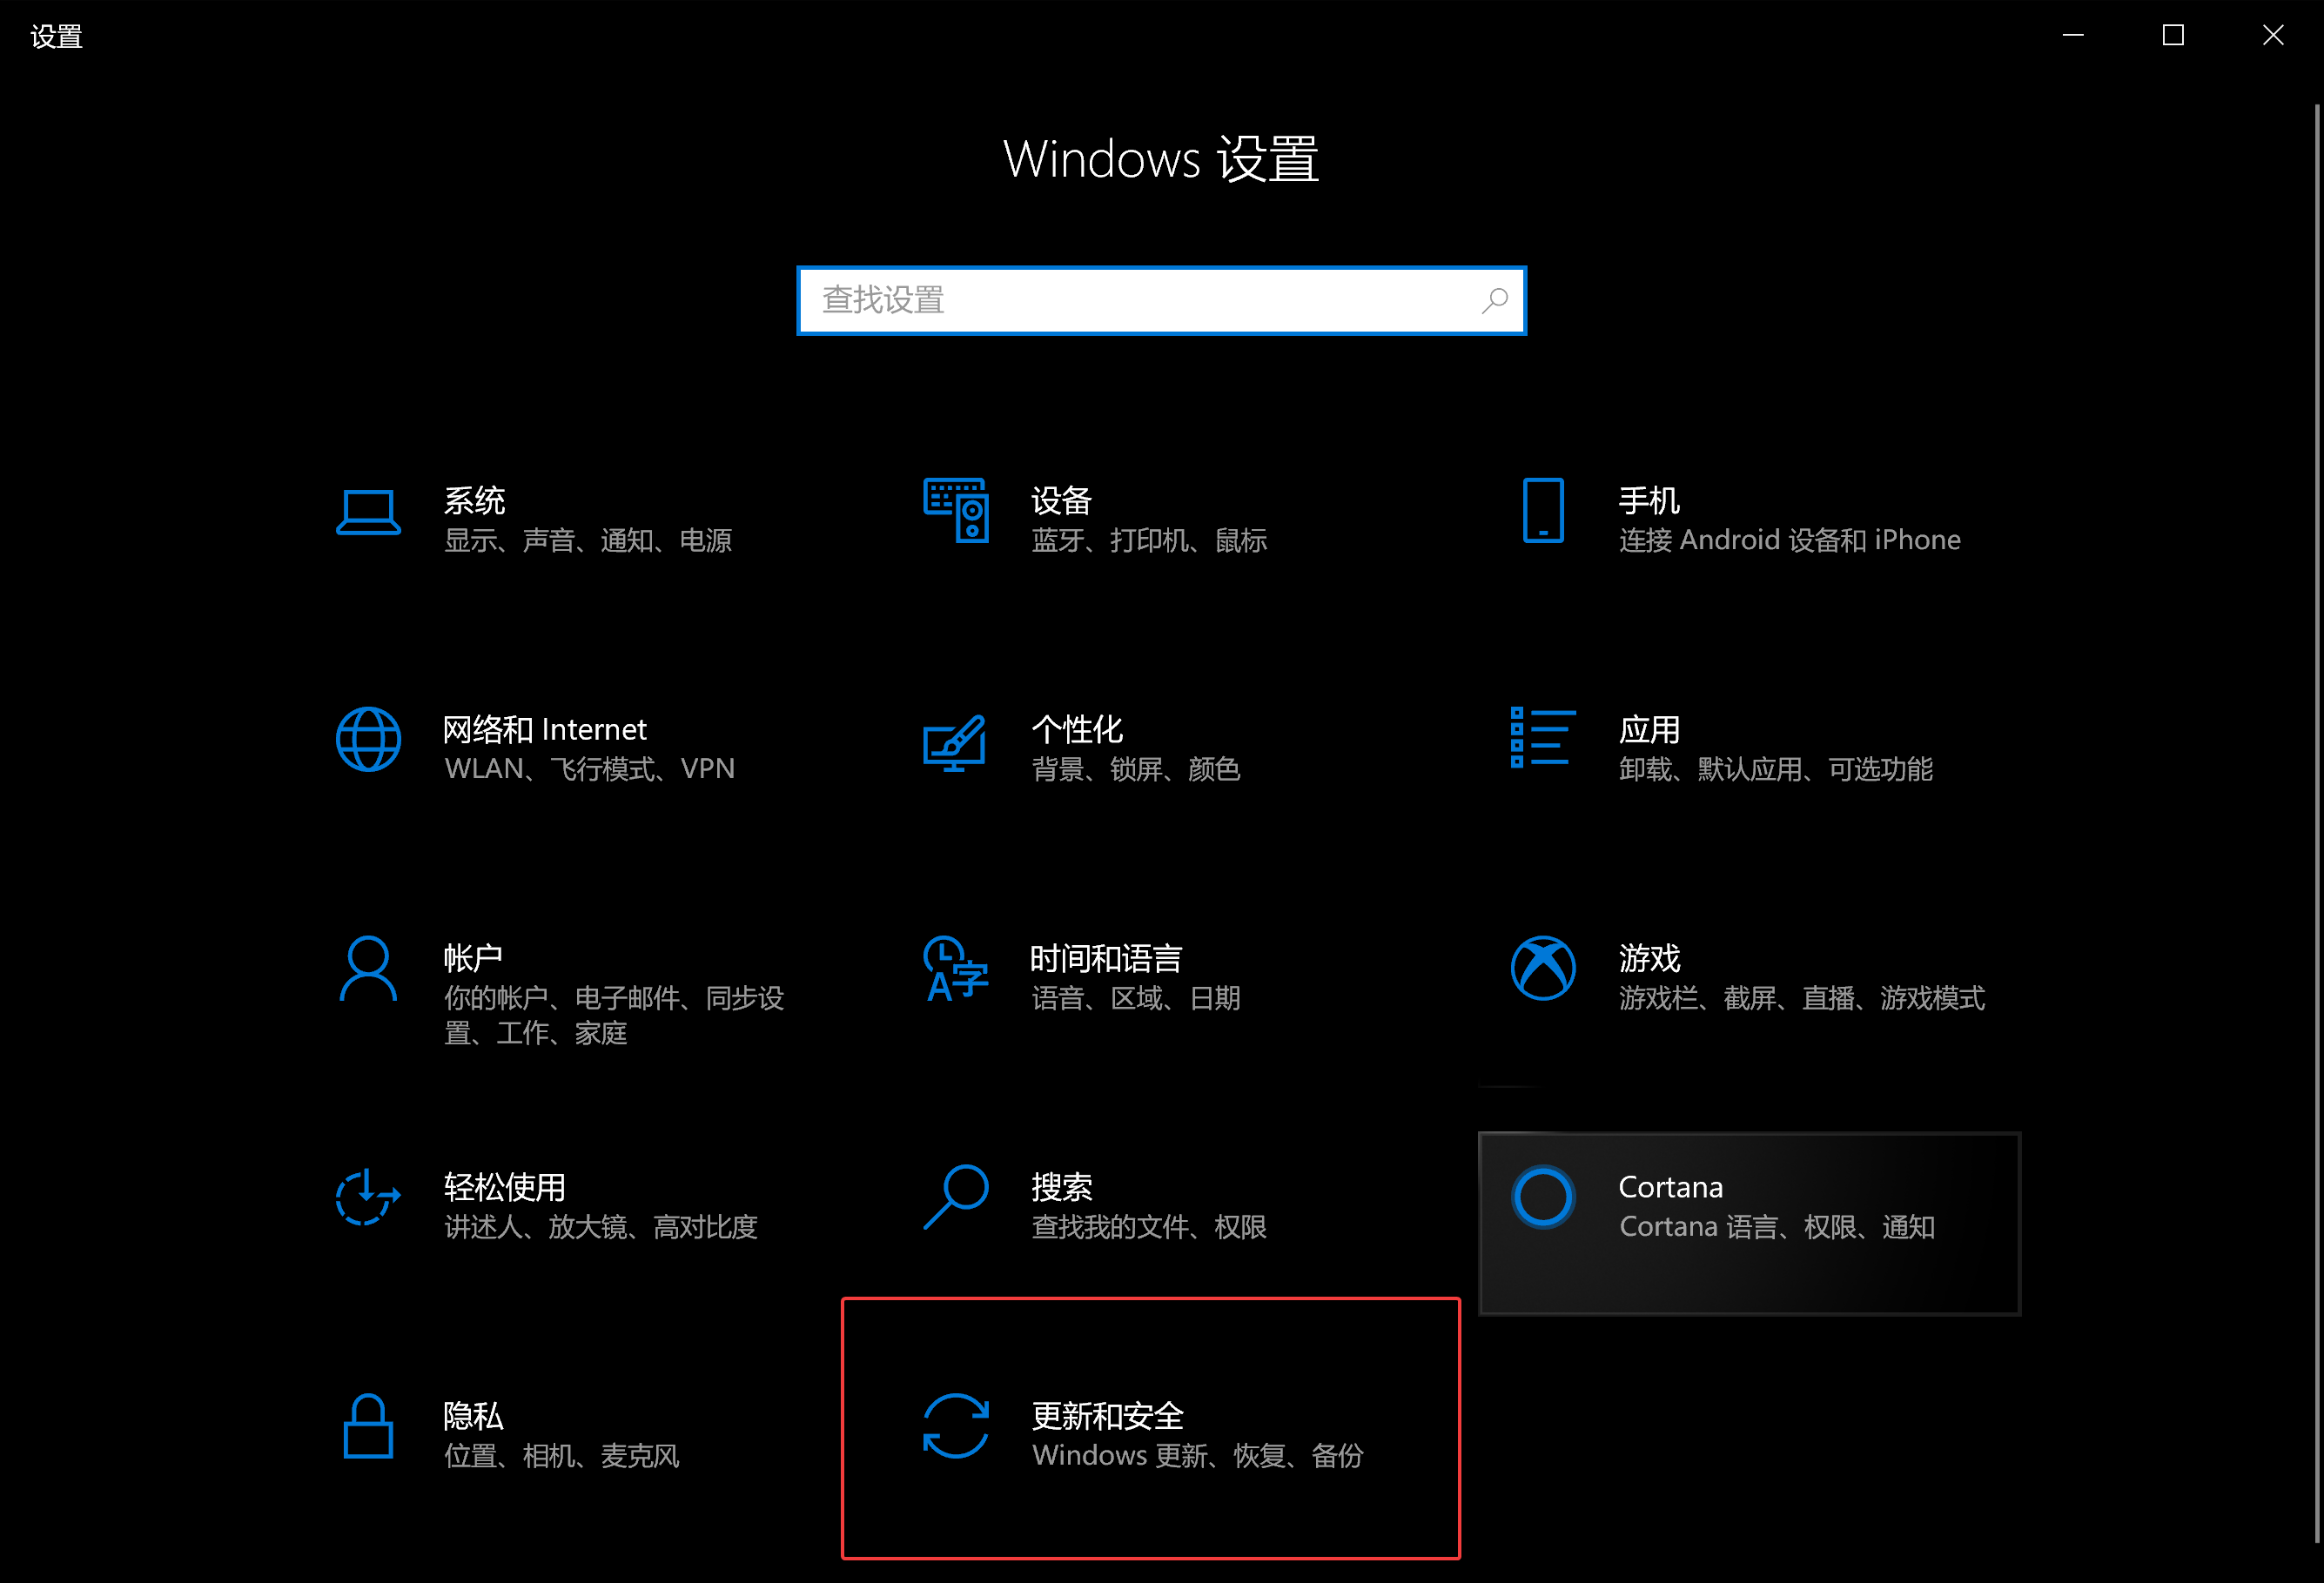 设置
Windows 设置
查找设置
系统
显示、声音、通知、电源
设备
蓝牙、打印机、鼠标
手机
连接 Android 设备和 iPhone
网络和 Internet
WLAN、飞行模式、VPN
个性化
背景、锁屏、颜色
应用
卸载、默认应用、可选功能
帐户
你的帐户、电子邮件、同步设
置、工作、家庭
时间和语言
语音、区域、日期
游戏
游戏栏、截屏、直播、游戏模式
轻松使用
讲述人、放大镜、高对比度
搜索
查找我的文件、权限
Cortana
Cortana 语言、权限、通知
隐私
位置、相机、麦克风
更新和安全
Windows 更新、恢复、备份